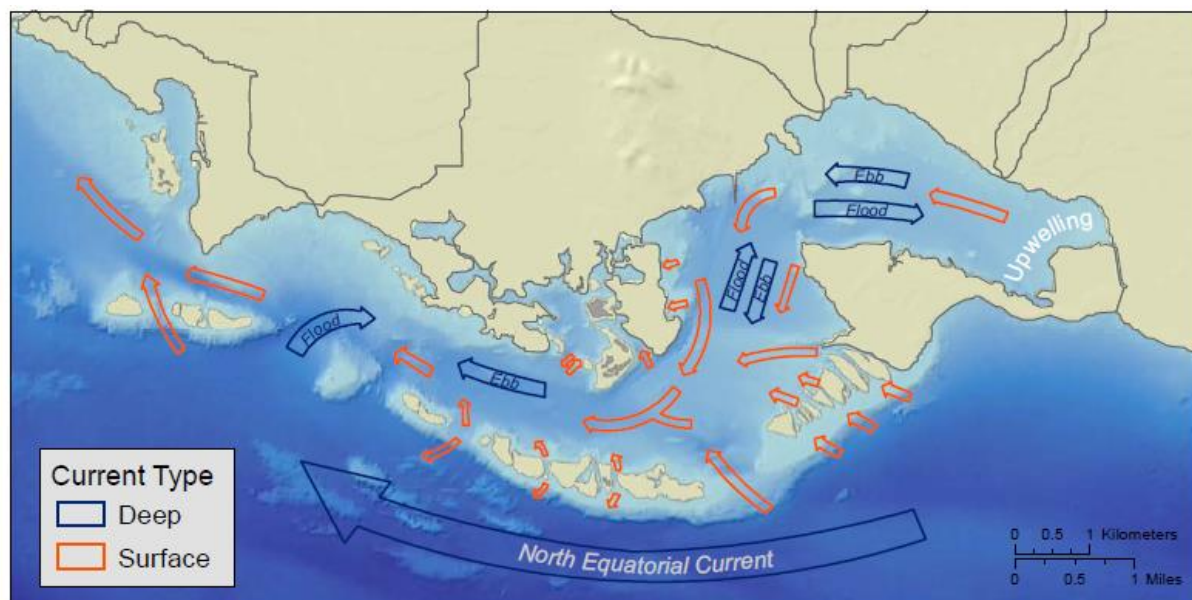 Ebb
Flood
Upwelling
Flood
Ebb
Flood
Ebb
North Equatorial Current
Current Type
Deep
Surface
0 0.5 1 Kilometers
0 0.5 1 Miles